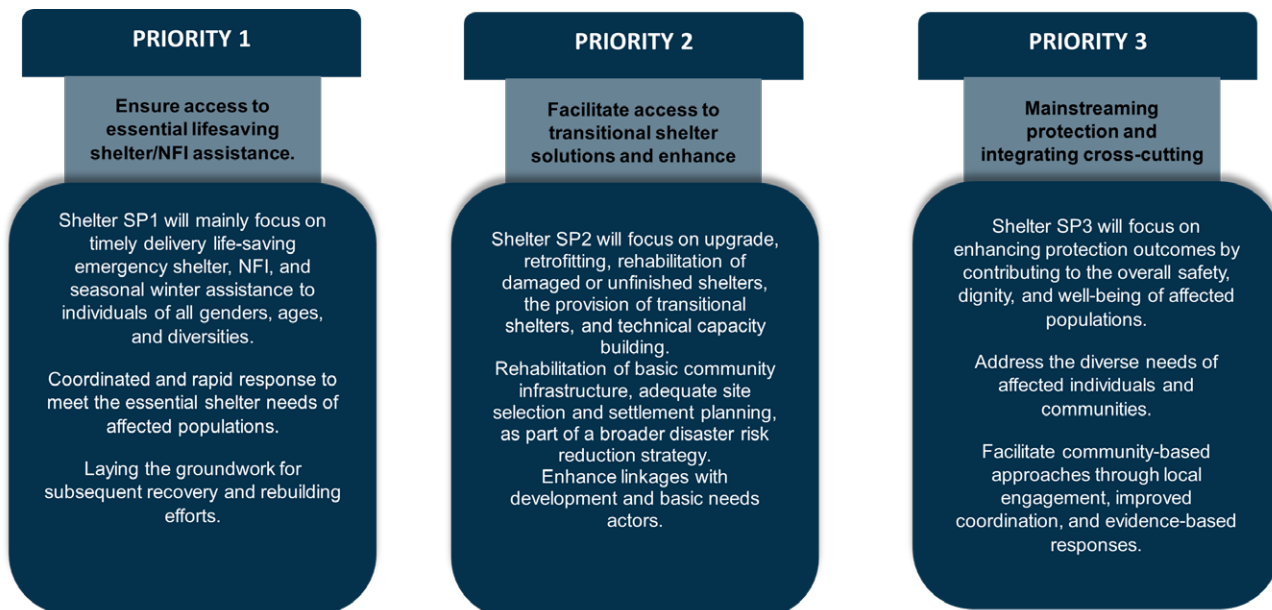 PRIORITY 1
Ensure access to
essential lifesaving
shelter/NFI assistance.
Shelter SP1 will mainly focus on
timely delivery life-saving
emergency shelter, NFI, and
seasonal winter assistance to
individuals of all genders, ages,
and diversities.
Coordinated and rapid response to
meet the essential shelter needs of
affected populations.
Laying the groundwork for
subsequent recovery and rebuilding
efforts.
PRIORITY 2
Facilitate access to
transitional shelter
solutions and enhance
Shelter SP2 will focus on upgrade,
retrofitting, rehabilitation of
damaged or unfinished shelters,
the provision of transitional
shelters, and technical capacity
building.
Rehabilitation of basic community
infrastructure, adequate site
selection and settlement planning,
as part of a broader disaster risk
reduction strategy.
Enhance linkages with
development and basic needs
actors.
PRIORITY 3
Mainstreaming
protection and
integrating cross-cutting
Shelter SP3 will focus on
enhancing protection outcomes by
contributing to the overall safety,
dignity, and well-being of affected
populations.
Address the diverse needs of
affected individuals and
communities.
Facilitate community-based
approaches through local
engagement, improved
coordination, and evidence-based
responses.